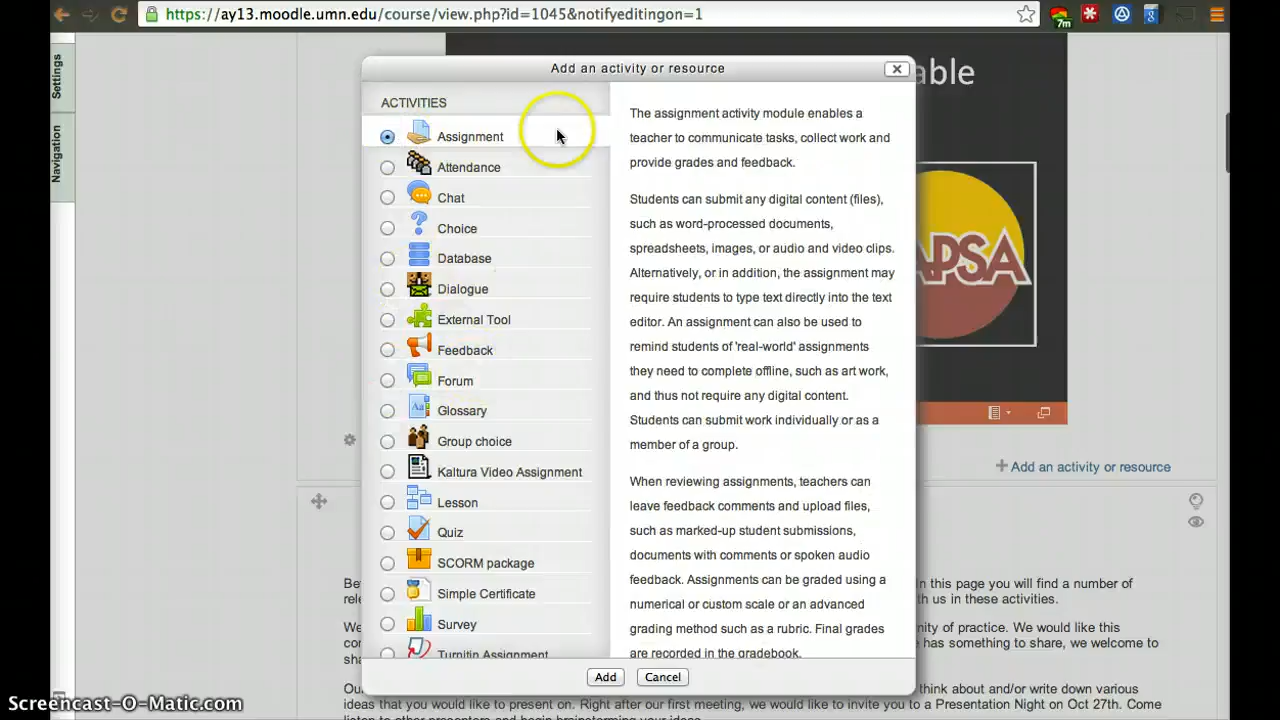 https://ay13.moodle.umn.edu/course/view.php?id=1045&notifyeditingon=1
7m
Settings
Navigation
able
Add an activity or resource
ACTIVITIES
Assignment
Attendance
Chat
Choice
Database
Dialogue
External Tool
Feedback
Forum
Glossary
Group choice
Kaltura Video Assignment
Lesson
Quiz
SCORM package
Simple Certificate
Survey
Turnitin Assignment
The assignment activity module enables a
teacher to communicate tasks, collect work and
provide grades and feedback.
Students can submit any digital content (files),
such as word-processed documents,
spreadsheets, images, or audio and video clips.
Alternatively, or in addition, the assignment may
require students to type text directly into the text
editor. An assignment can also be used to
remind students of 'real-world' assignments
they need to complete offline, such as art work,
and thus not require any digital content.
Students can submit work individually or as a
member of a group.
When reviewing assignments, teachers can
leave feedback comments and upload files,
such as marked-up student submissions,
documents with comments or spoken audio
feedback. Assignments can be graded using a
numerical or custom scale or an advanced
grading method such as a rubric. Final grades
are recorded in the gradebook.
Add
Cancel
APSA
Add an activity or resource
In this page you will find a number of
with us in these activities.
nity of practice. We would like this
has something to share, we welcome to
think about and/or write down various
ideas that you would like to present on. Right after our first meeting, we would like to invite you to a Presentation Night on Oct 27th. Come
Screencast-O-Matic.com